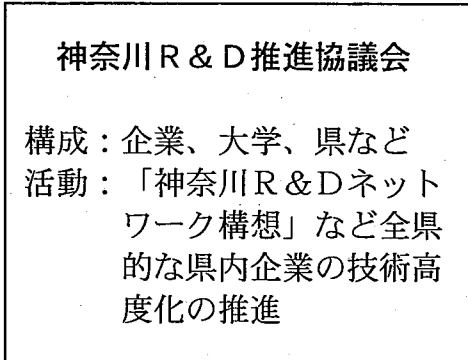 神奈川R&D推進協議会
構成：企業、大学、県など
活動：「神奈川R&Dネット
ワーク構想」など全県
的な県内企業の技術高
度化の推進